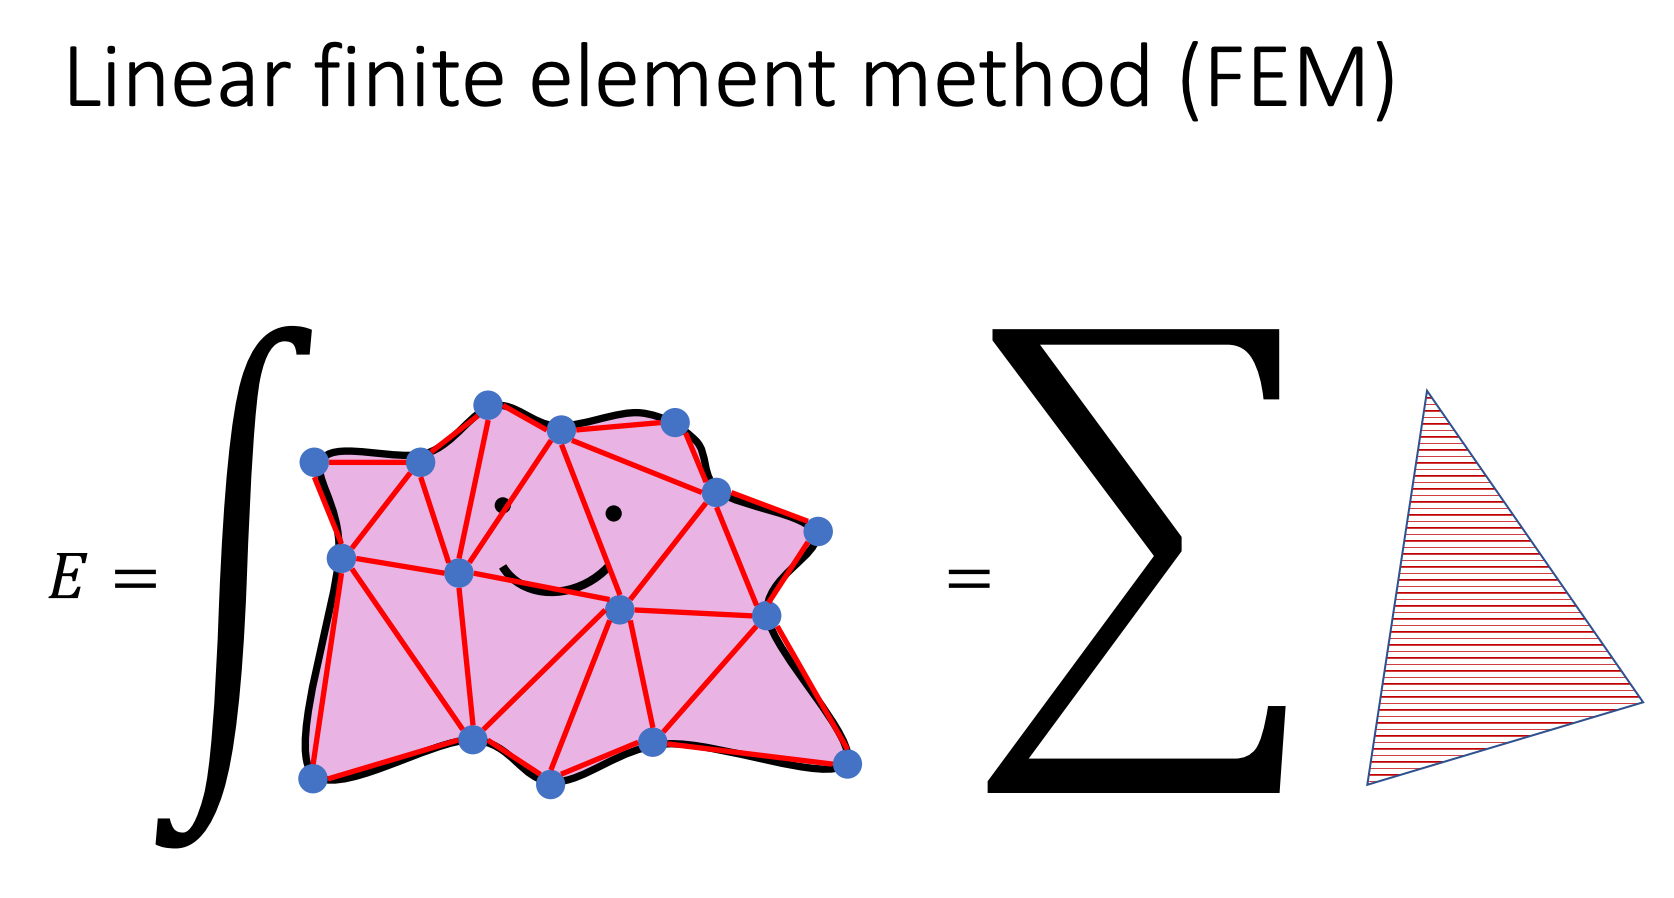 Linear finite element method (FEM)
E = ∫ = ∑